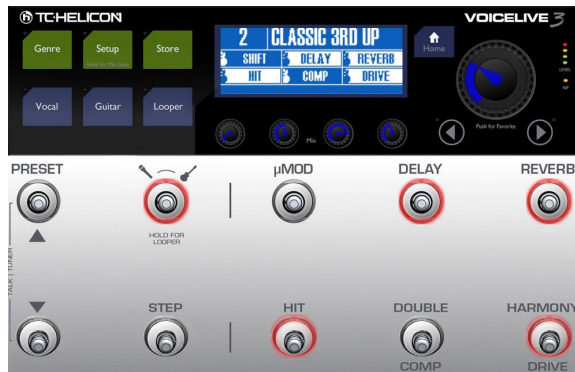 TC·HELICON
VOICELIVE 3
Genre
Setup
Hold for Mix Gain
Store
2 CLASSIC 3RD UP
SHIFT DELAY REVERB
HIT COMP DRIVE
Home
LEVEL
Vocal
Guitar
Looper
Mix
Push for Favorite
PRESET
µMOD
DELAY
REVERB
HOLD FOR
LOOPER
TALK | TUNER
STEP
HIT
DOUBLE
HARMONY
COMP
DRIVE